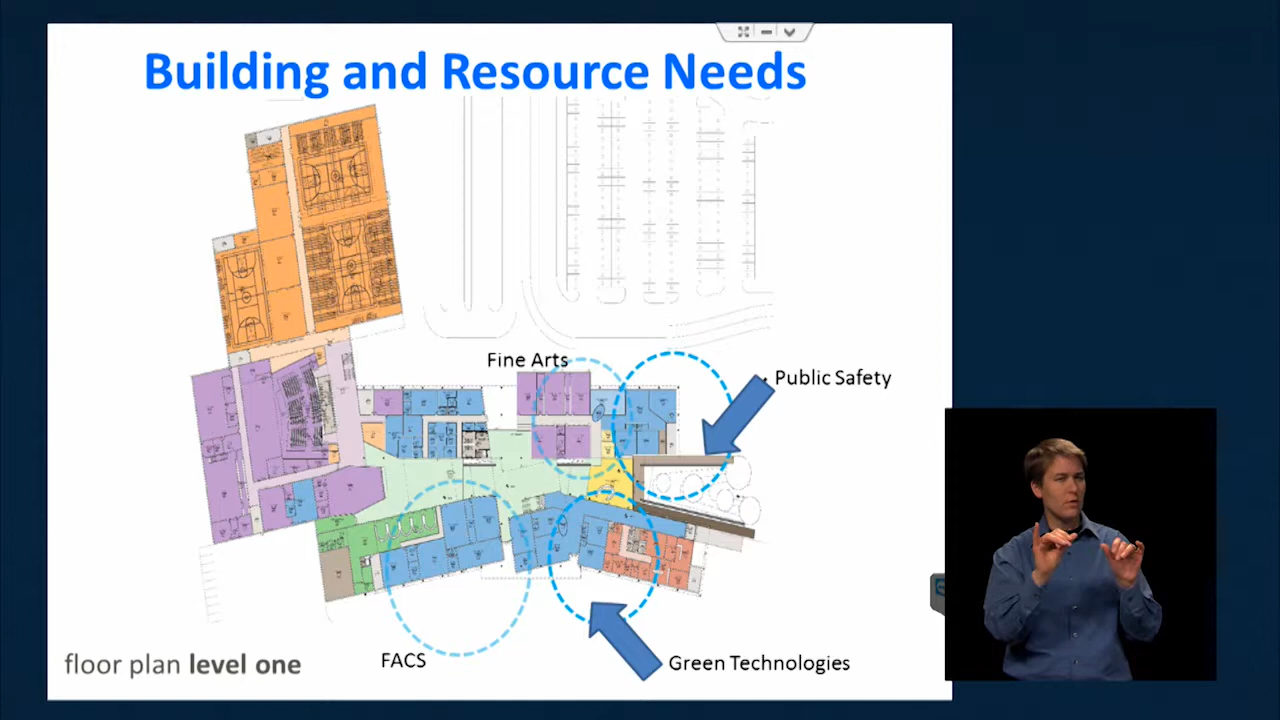 Building and Resource Needs
Fine Arts
Public Safety
FACS
Green Technologies
floor plan level one